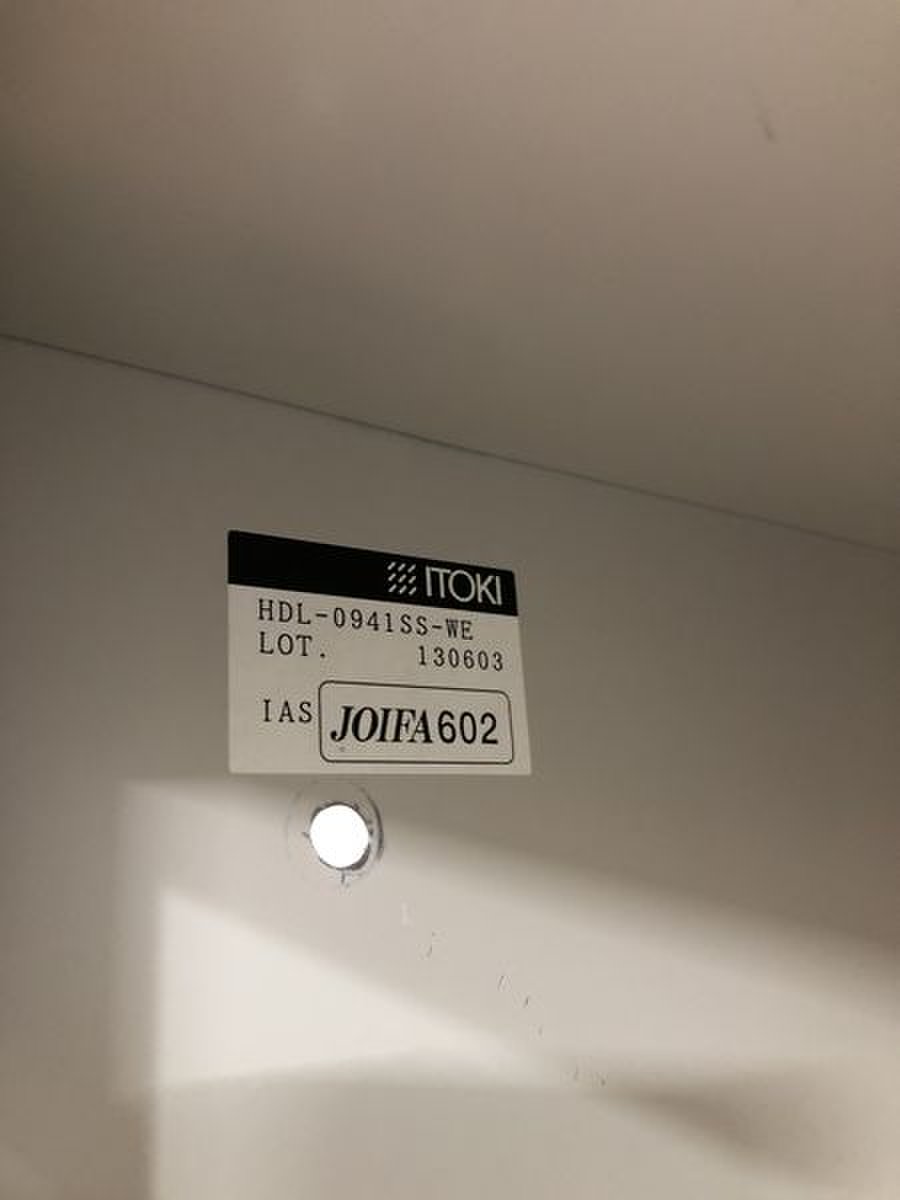 ITOKI
HDL-0941SS-WE
LOT. 130603
IAS JOIFA602